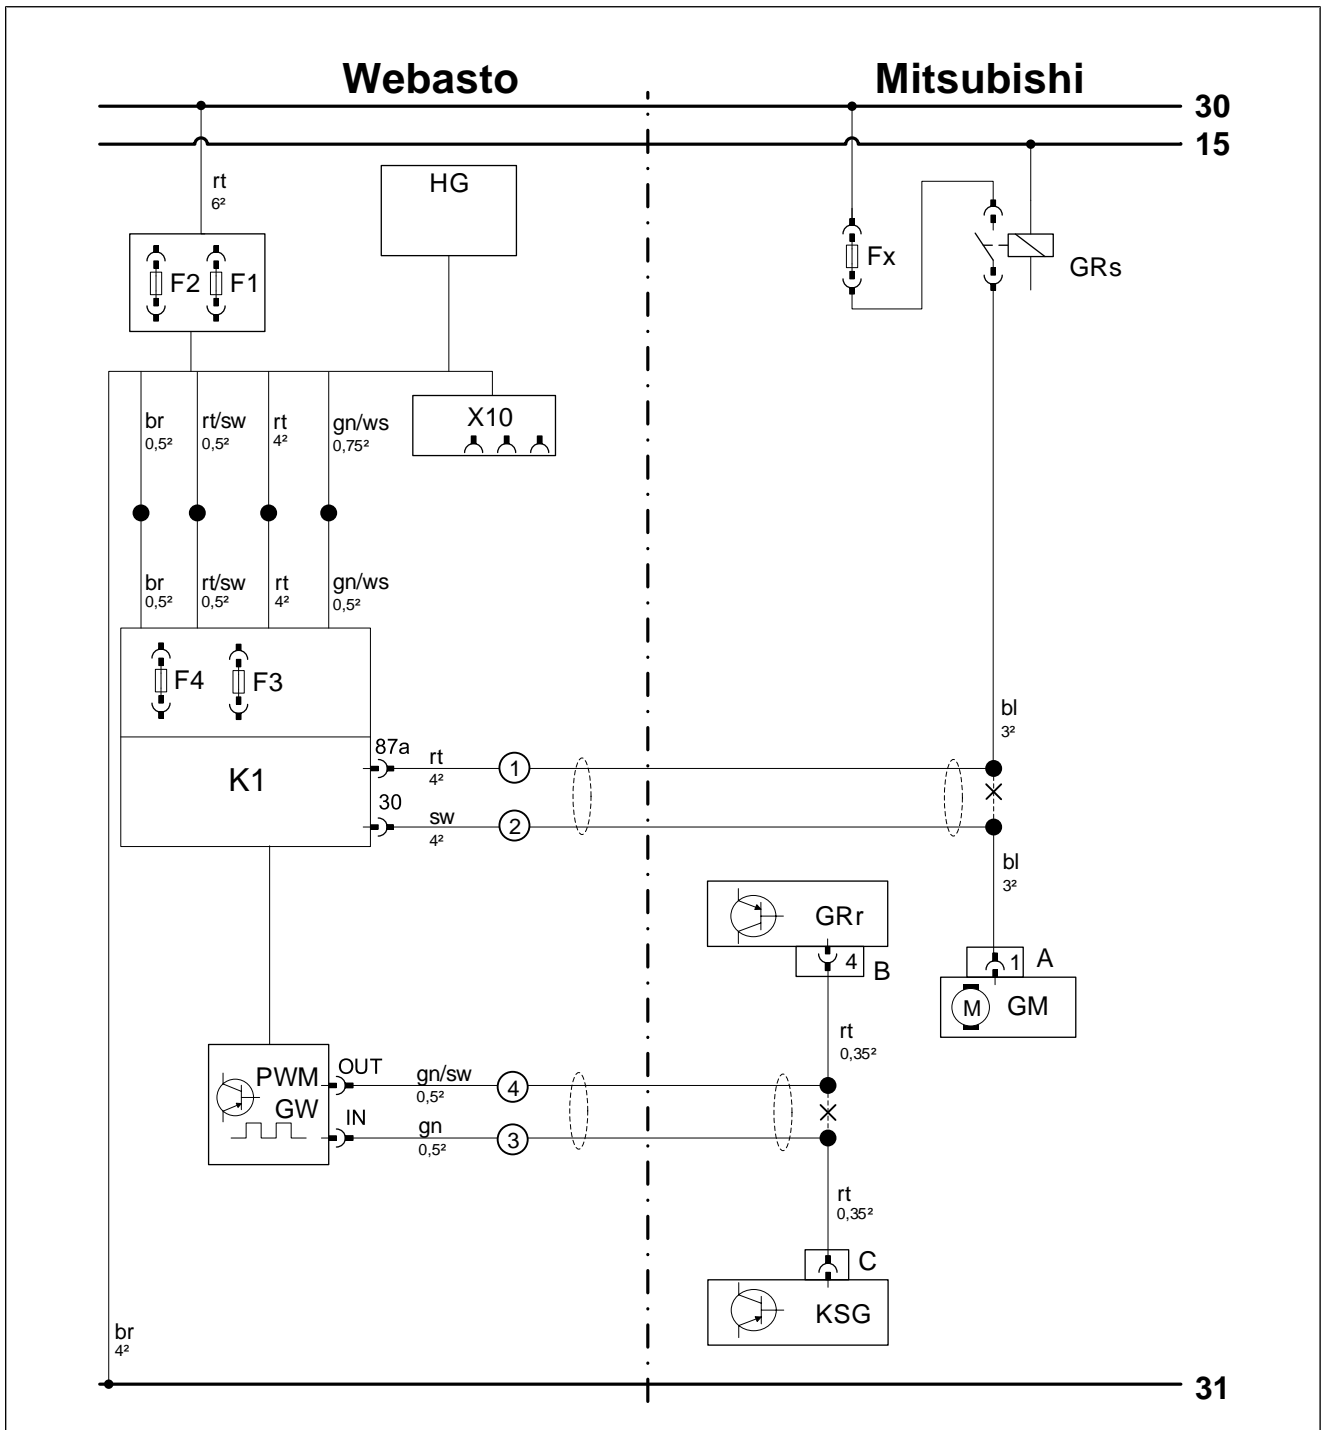 Webasto
Mitsubishi
30
15
rt
6²
HG
F2
F1
Fx
GRs
X10
br
0,5²
rt/sw
0,5²
rt
4²
gn/ws
0,75²
br
0,5²
rt/sw
0,5²
rt
4²
gn/ws
0,5²
F4
F3
K1
87a
rt
4²
1
bl
3²
30
sw
4²
2
bl
3²
GRr
4
B
1
A
M
GM
rt
0,35²
PWM
GW
OUT
gn/sw
0,5²
4
IN
gn
0,5²
3
rt
0,35²
C
KSG
br
4²
31